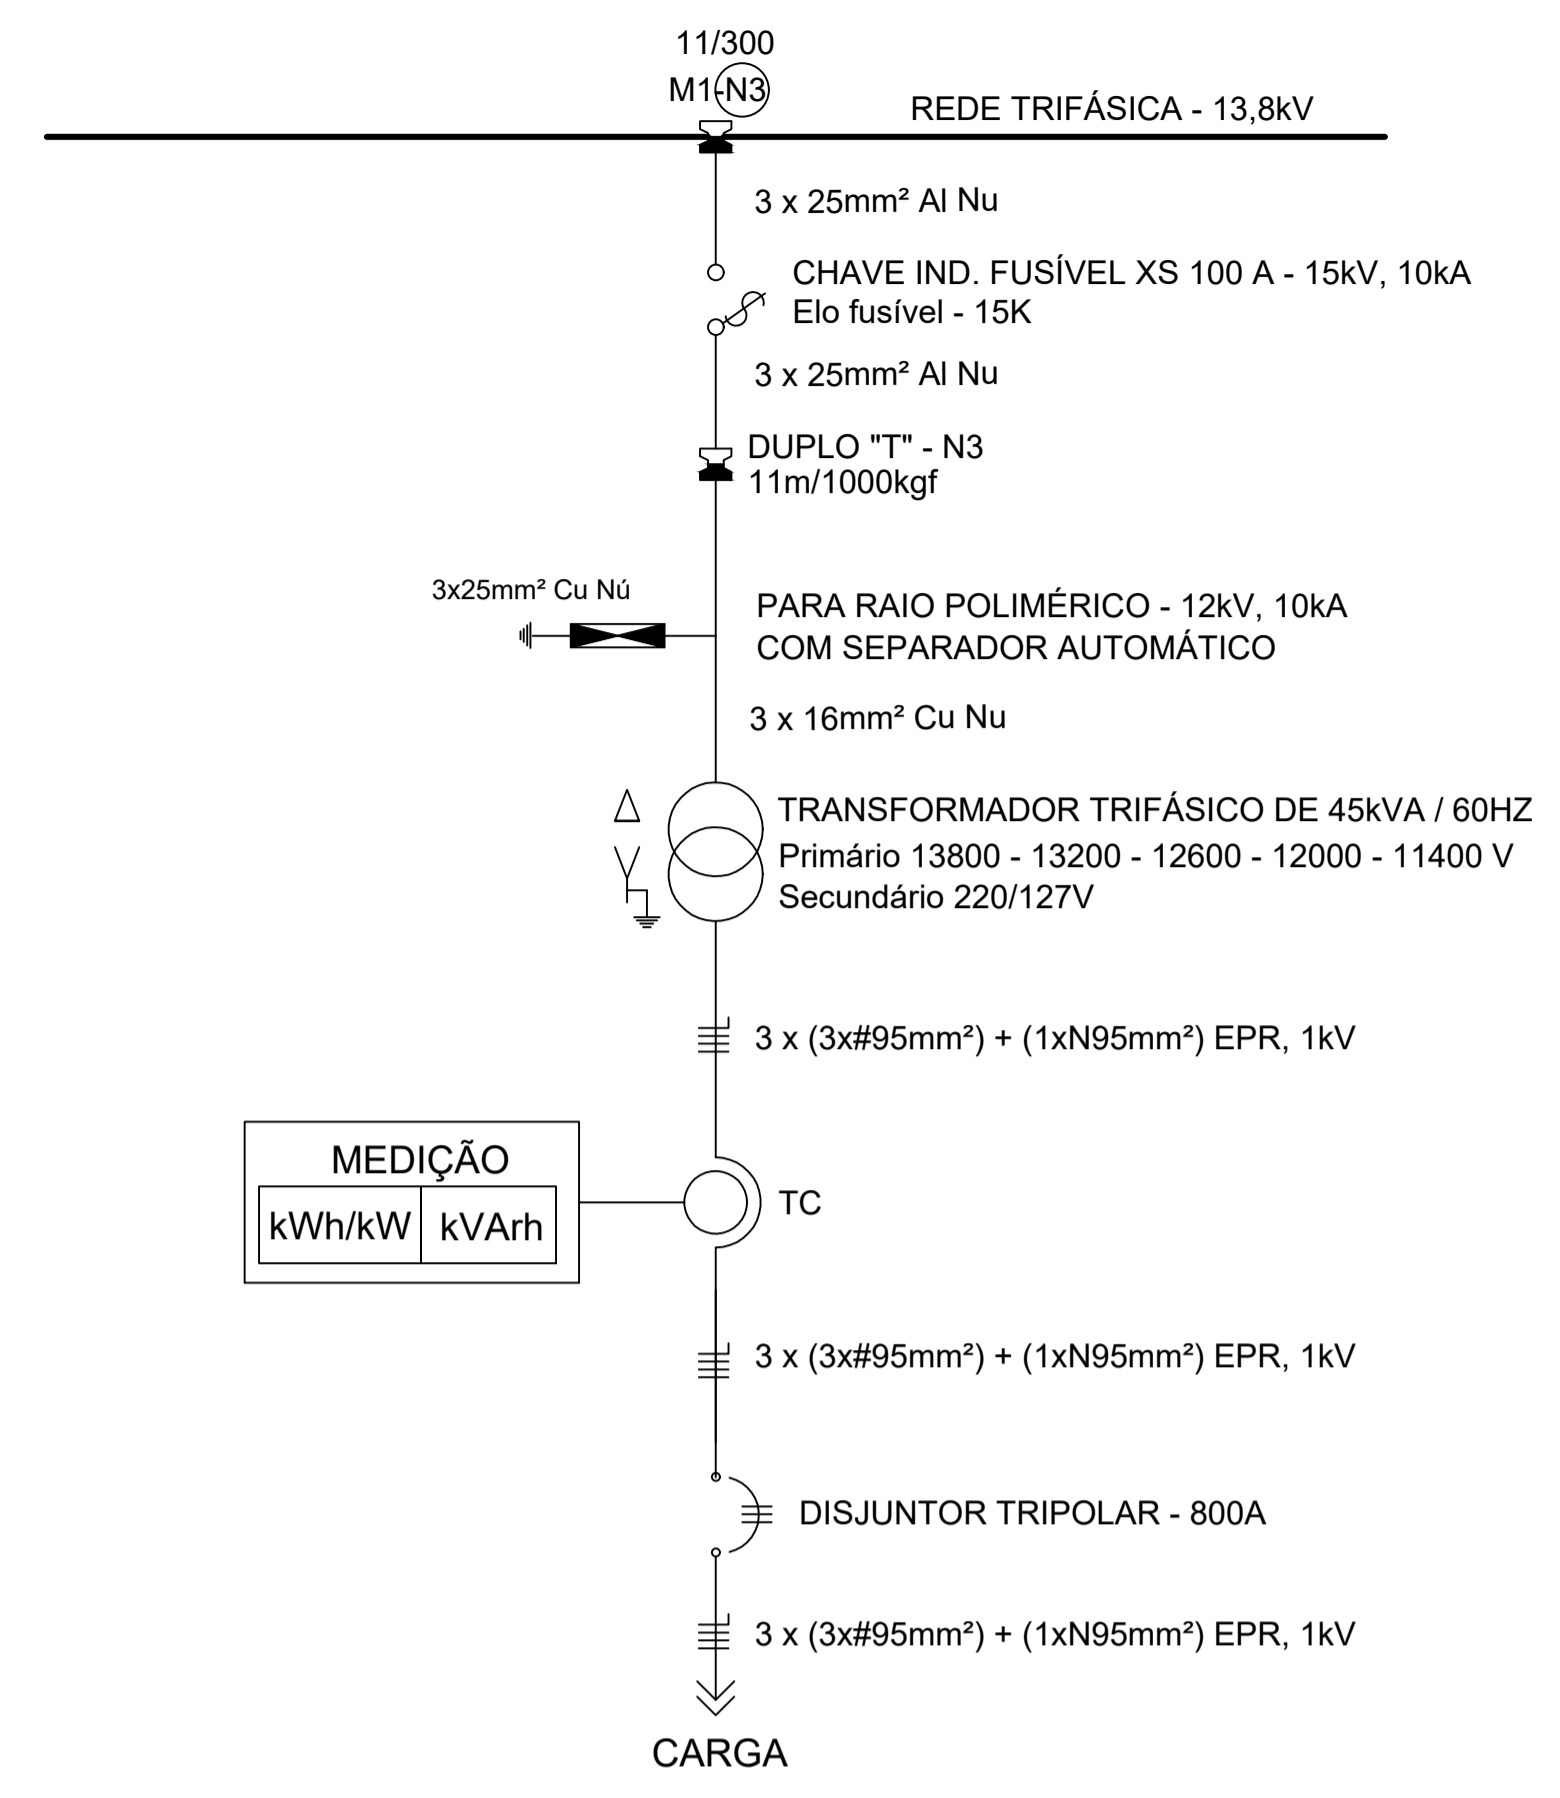 11/300
M1-N3
REDE TRIFÁSICA - 13,8kV
3 x 25mm² Al Nu
CHAVE IND. FUSÍVEL XS 100 A - 15kV, 10kA
Elo fusível - 15K
3 x 25mm² Al Nu
DUPLO "T" - N3
11m/1000kgf
3x25mm² Cu Nú
PARA RAIO POLIMÉRICO - 12kV, 10kA
COM SEPARADOR AUTOMÁTICO
3 x 16mm² Cu Nu
TRANSFORMADOR TRIFÁSICO DE 45kVA / 60HZ
Primário 13800 - 13200 - 12600 - 12000 - 11400 V
Secundário 220/127V
3 x (3x#95mm²) + (1xN95mm²) EPR, 1kV
MEDIÇÃO
kWh/kW kVArh
TC
3 x (3x#95mm²) + (1xN95mm²) EPR, 1kV
DISJUNTOR TRIPOLAR - 800A
3 x (3x#95mm²) + (1xN95mm²) EPR, 1kV
CARGA